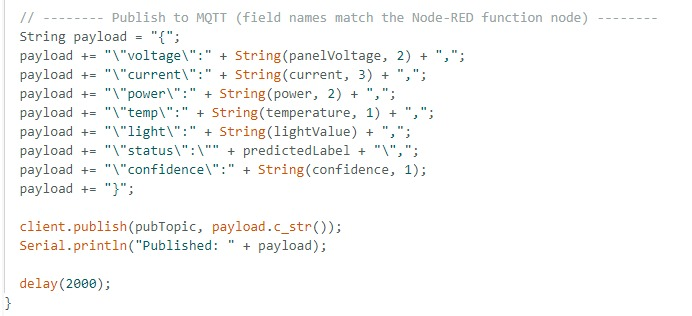 // -------- Publish to MQTT (field names match the Node-RED function node) --------
String payload = "{";
payload += "\"voltage\":" + String(panelVoltage, 2) + ",";
payload += "\"current\":" + String(current, 3) + ",";
payload += "\"power\":" + String(power, 2) + ",";
payload += "\"temp\":" + String(temperature, 1) + ",";
payload += "\"light\":" + String(lightValue) + ",";
payload += "\"status\":\"" + predictedLabel + "\",";
payload += "\"confidence\":" + String(confidence, 1);
payload += "}";
client.publish(pubTopic, payload.c_str());
Serial.println("Published: " + payload);
delay(2000);
}